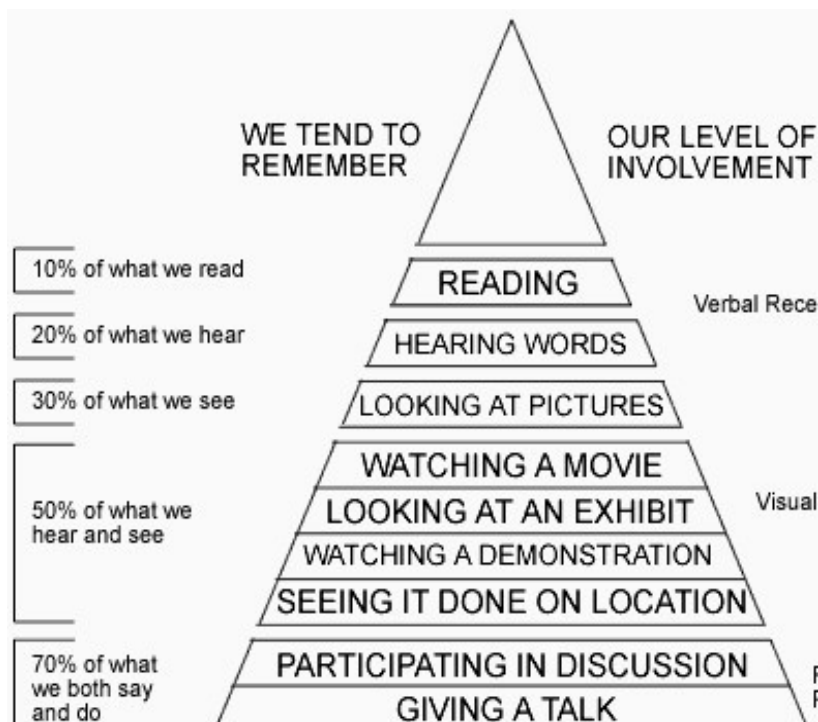 WE TEND TO
REMEMBER
OUR LEVEL OF
INVOLVEMENT
10% of what we read
READING
Verbal Rece
20% of what we hear
HEARING WORDS
30% of what we see
LOOKING AT PICTURES
50% of what we
hear and see
WATCHING A MOVIE
LOOKING AT AN EXHIBIT
WATCHING A DEMONSTRATION
SEEING IT DONE ON LOCATION
Visual
70% of what
we both say
and do
PARTICIPATING IN DISCUSSION
GIVING A TALK